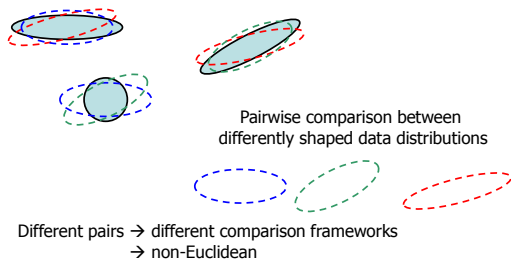 Pairwise comparison between
differently shaped data distributions
Different pairs → different comparison frameworks
→ non-Euclidean